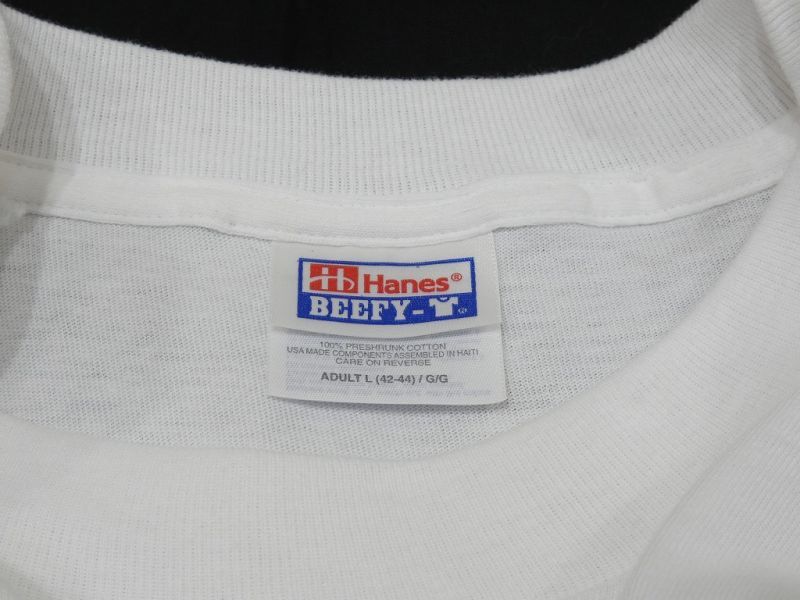 Hanes®
BEEFY-T®
100% PRESHRUNK COTTON
USA MADE COMPONENTS ASSEMBLED IN HAITI
CARE ON REVERSE
ADULT L (42-44) / G/G